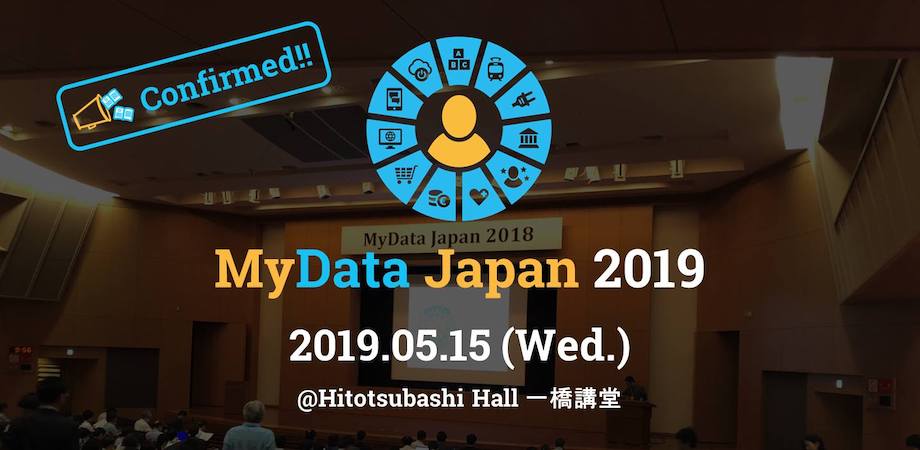 Confirmed!!
A
B C
MyData Japan 2018
MyData Japan 2019
2019.05.15 (Wed.)
@Hitotsubashi Hall 一橋講堂